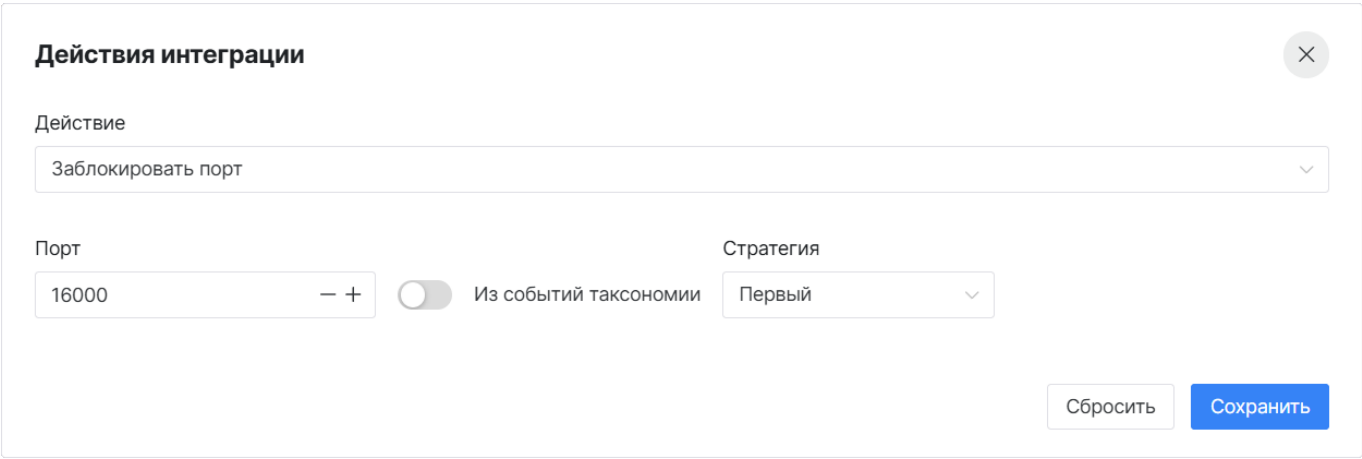 Действия интеграции
Действие
Заблокировать порт
Порт
Стратегия
16000
Из событий таксономии
Первый
Сбросить
Сохранить